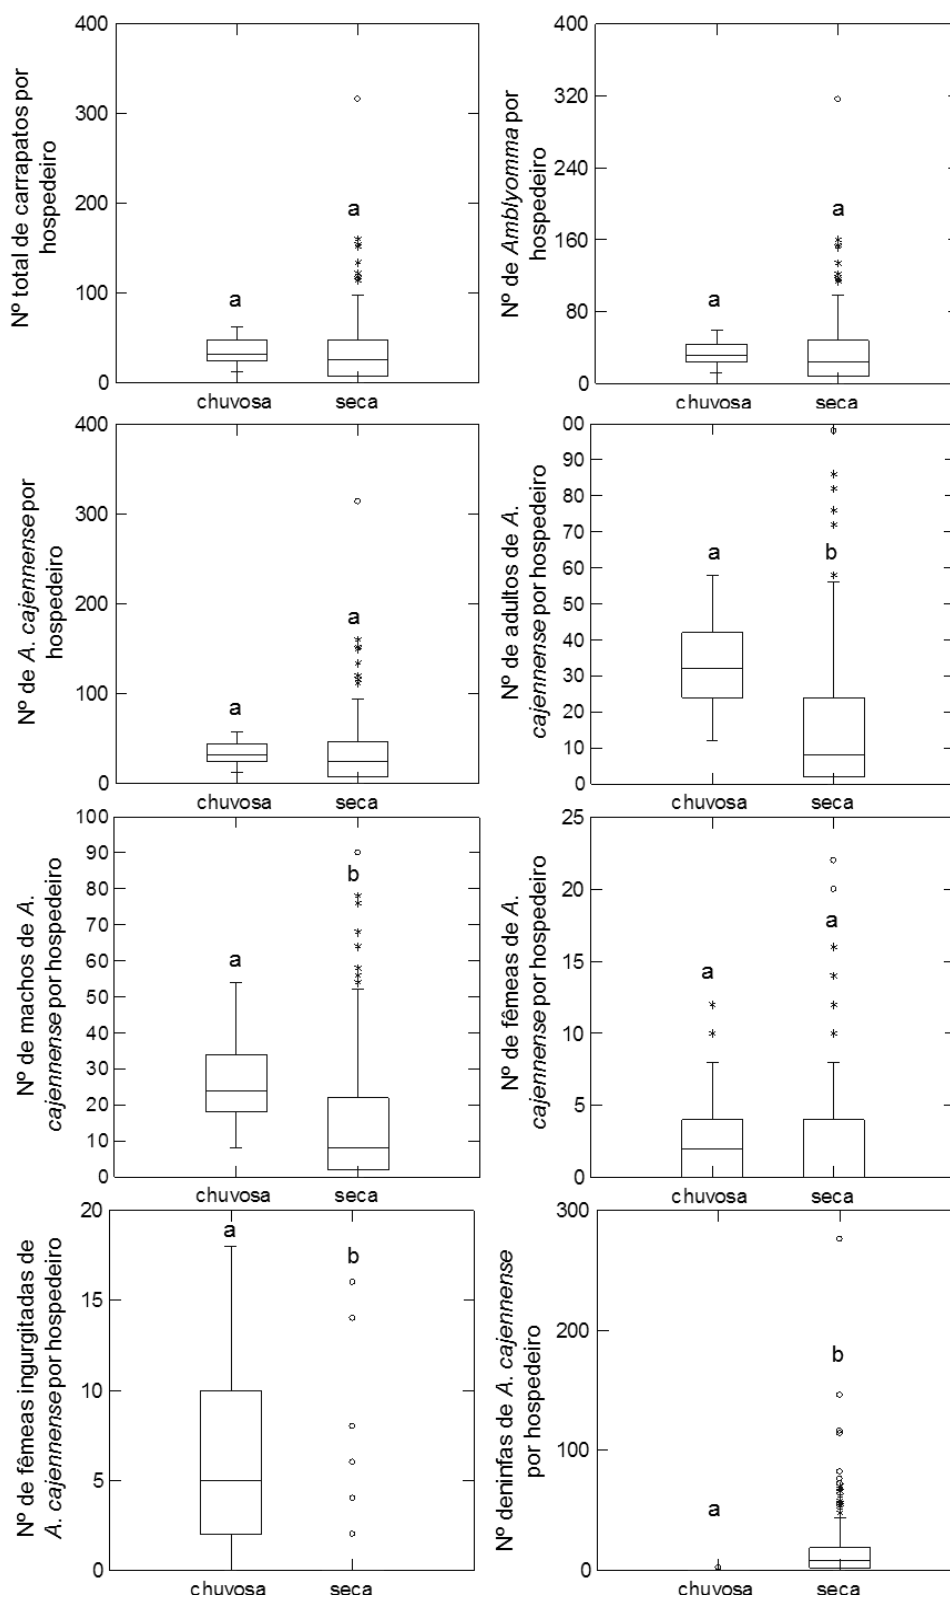 Nº total de carrapatos por
hospedeiro
400
300
200
100
0
a
a
chuvosa
seca
Nº de Amblyomma por
hospedeiro
400
320
240
160
80
0
a
a
chuvosa
seca
Nº de A. cajennense por
hospedeiro
400
300
200
100
0
a
a
chuvosa
seca
Nº de adultos de A.
cajennense por hospedeiro
00
90
80
70
60
50
40
30
20
10
0
a
b
chuvosa
seca
Nº de machos de A.
cajennense por hospedeiro
100
90
80
70
60
50
40
30
20
10
0
a
b
chuvosa
seca
Nº de fêmeas de A.
cajennense por hospedeiro
25
20
15
10
5
0
a
a
chuvosa
seca
Nº de fêmeas ingurgitadas de
A. cajennense por hospedeiro
20
15
10
5
0
a
b
chuvosa
seca
Nº deninfas de A. cajennense
por hospedeiro
300
200
100
0
a
b
chuvosa
seca